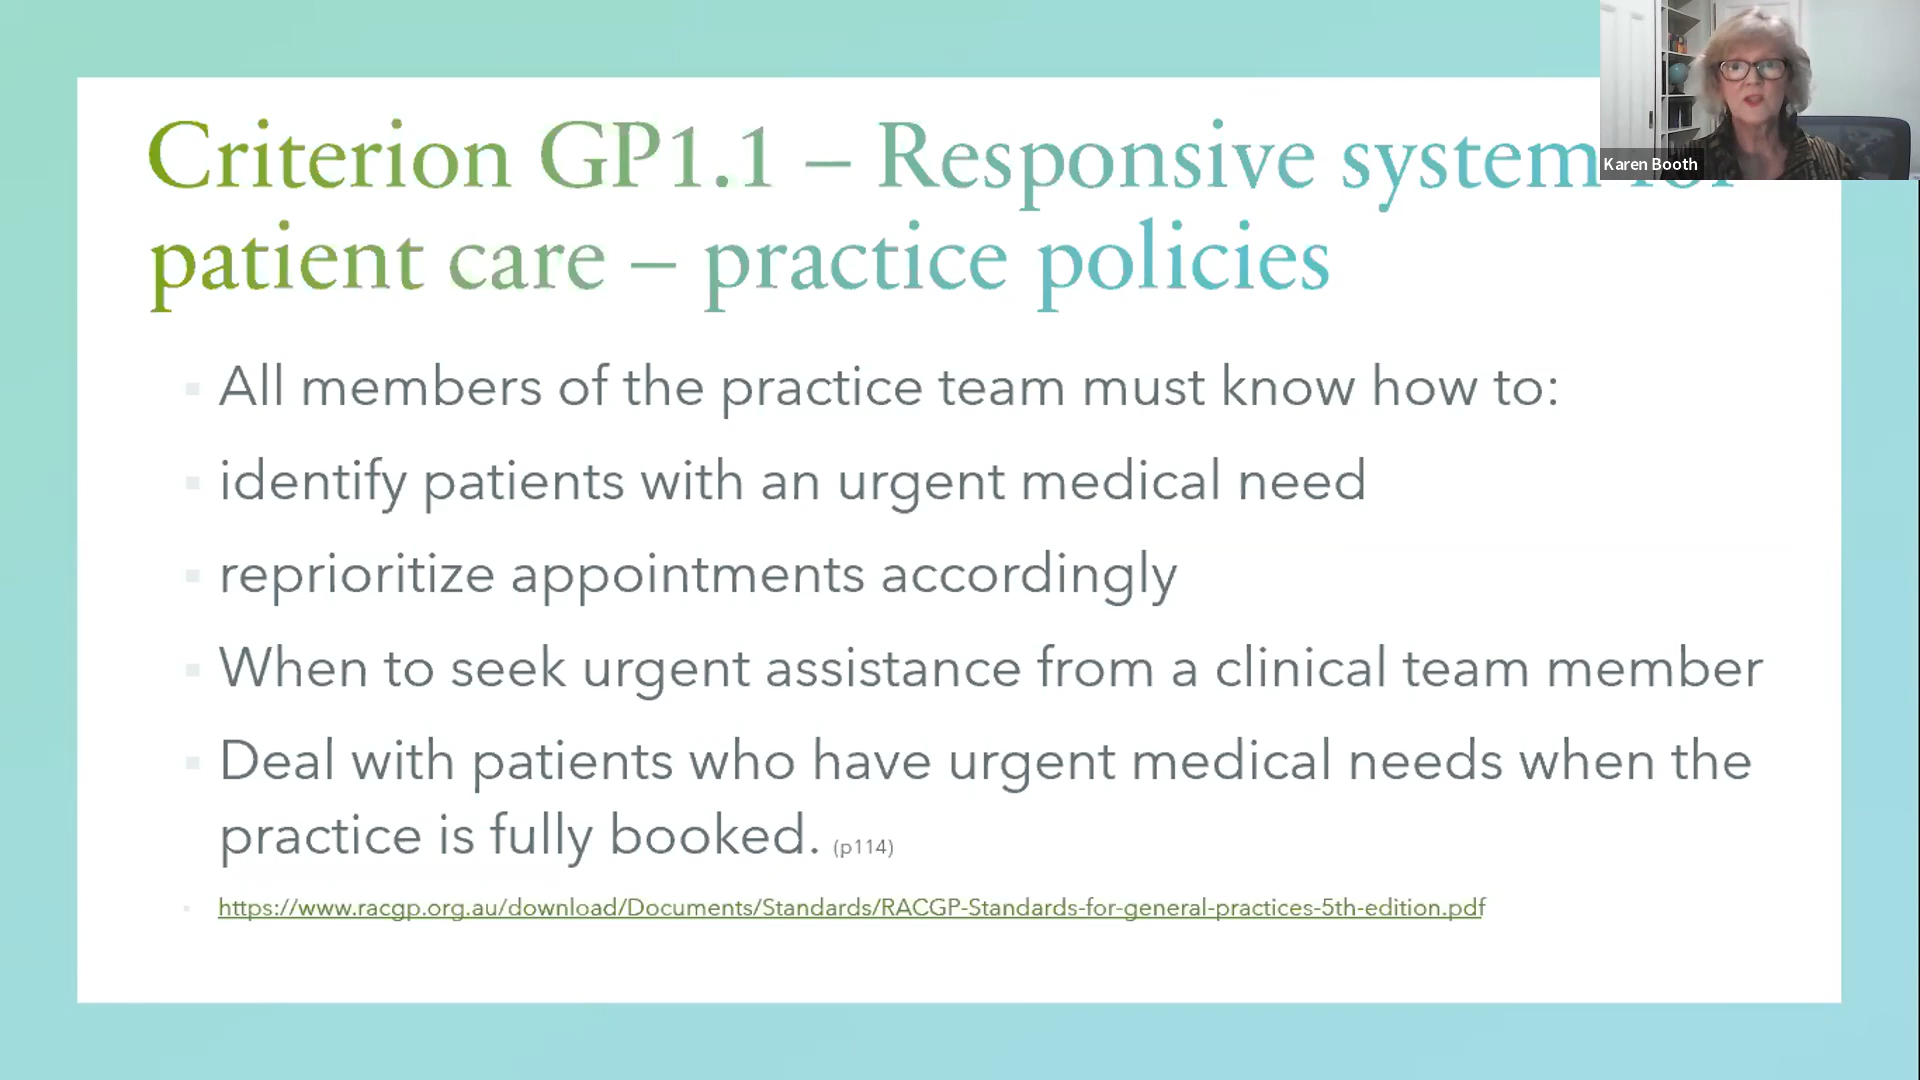 Criterion GP1.1 – Responsive system for
patient care – practice policies
Karen Booth
All members of the practice team must know how to:
identify patients with an urgent medical need
reprioritize appointments accordingly
When to seek urgent assistance from a clinical team member
Deal with patients who have urgent medical needs when the
practice is fully booked. (p114)
https://www.racgp.org.au/download/Documents/Standards/RACGP-Standards-for-general-practices-5th-edition.pdf